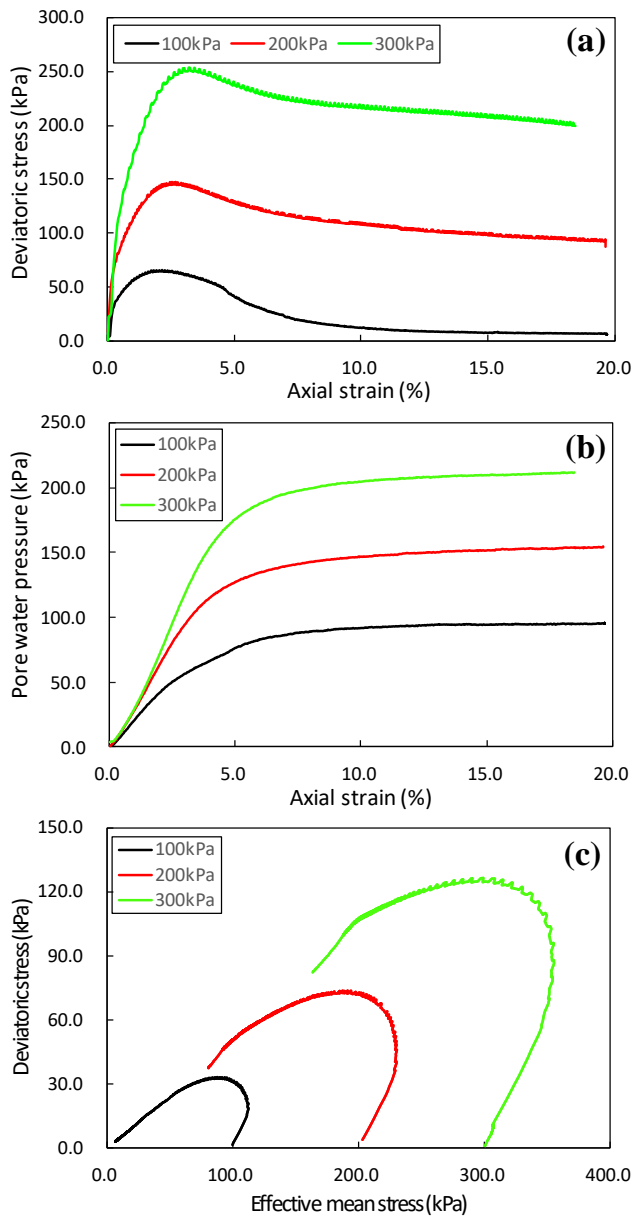 300.0
(a)
100kPa 200kPa 300kPa
250.0
200.0
150.0
100.0
50.0
0.0
Deviatoric stress (kPa)
0.0 5.0 10.0 15.0 20.0
Axial strain (%)
250.0
(b)
100kPa
200kPa
300kPa
200.0
150.0
100.0
50.0
0.0
Pore water pressure (kPa)
0.0 5.0 10.0 15.0 20.0
Axial strain (%)
150.0
(c)
100kPa
200kPa
300kPa
120.0
90.0
60.0
30.0
0.0
Deviatoric stress (kPa)
0.0 100.0 200.0 300.0 400.0
Effective mean stress (kPa)